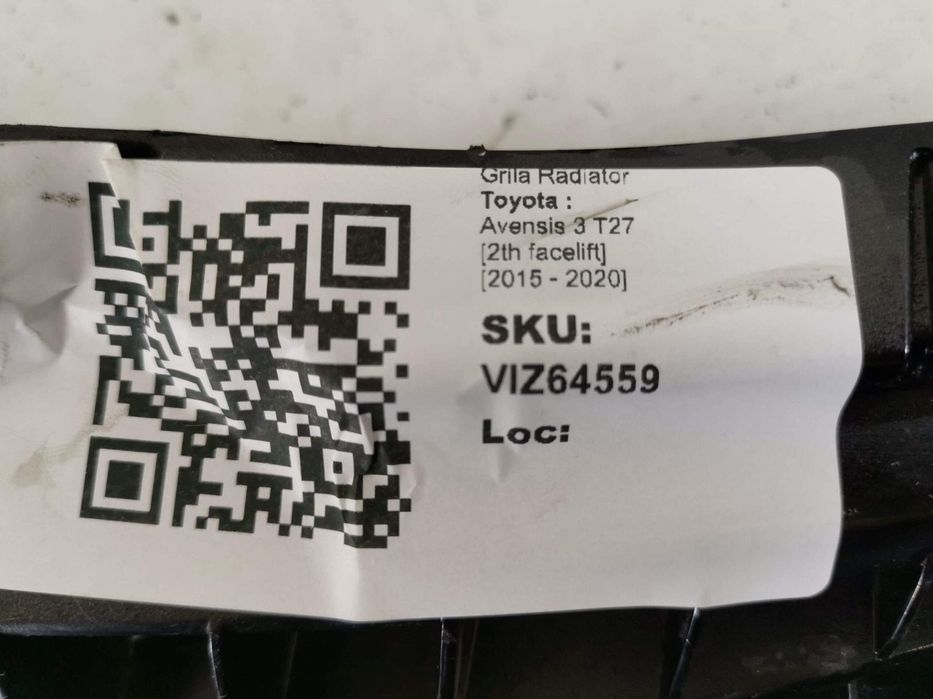 Grila Radiator
Toyota :
Avensis 3 T27
[2th facelift]
[2015 - 2020]
SKU:
VIZ64559
Loc: